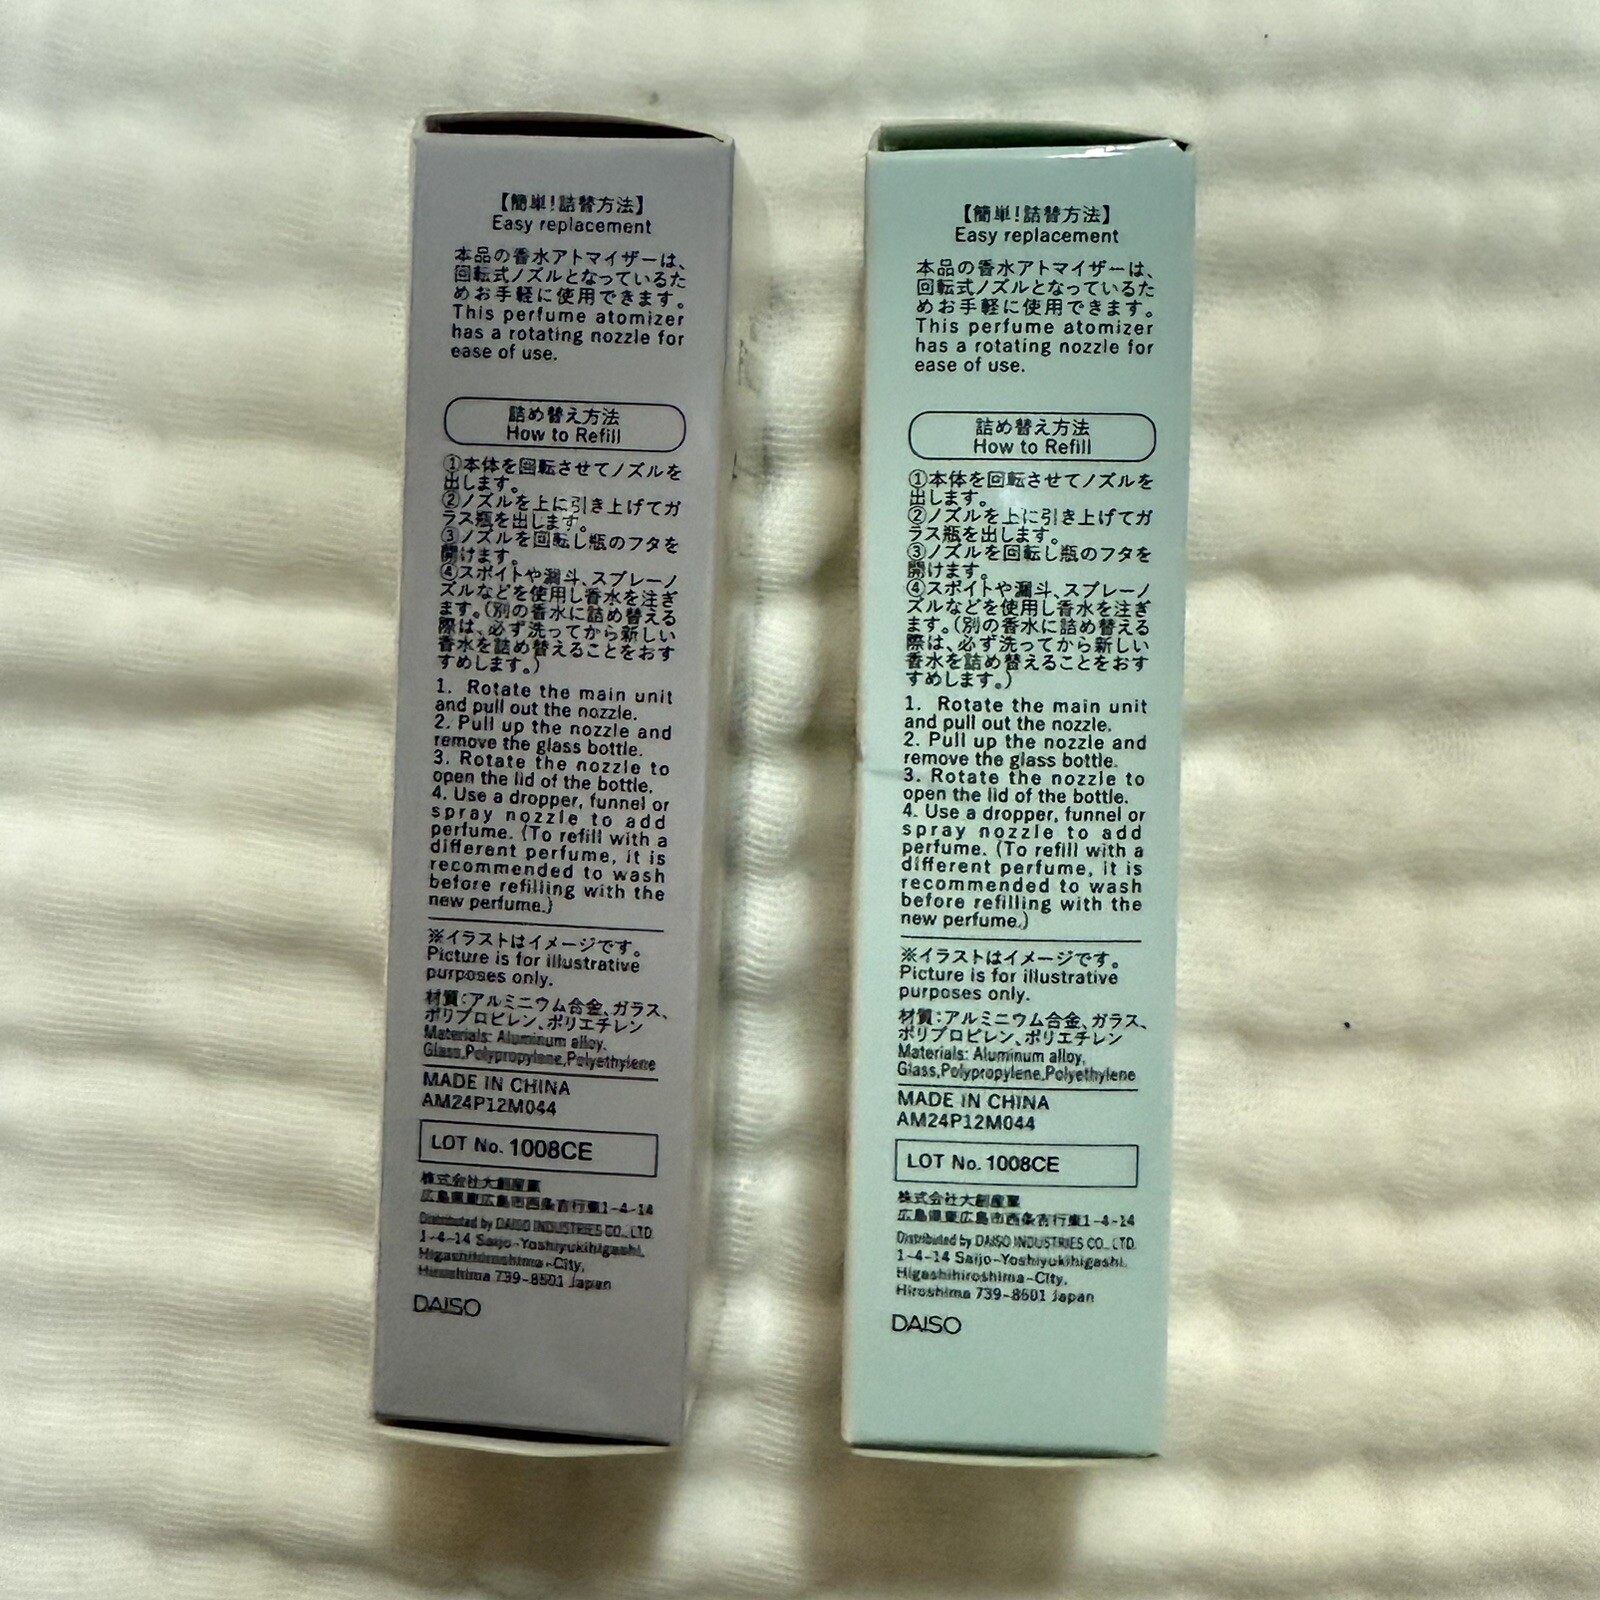 【簡単!詰替方法】
Easy replacement
本品の香水アトマイザーは、
回転式ノズルとなっているた
めお手軽に使用できます。
This perfume atomizer
has a rotating nozzle for
ease of use.
詰め替え方法
How to Refill
①本体を回転させてノズルを
出します。
②ノズルを上に引き上げてガ
ラス瓶を出します。
③ノズルを回転し瓶のフタを
開けます。
④スポイトや漏斗、スプレーノ
ズルなどを使用し香水を注ぎ
ます。(別の香水に詰め替える
際は、必ず洗ってから新しい
香水を詰め替えることをおす
すめします。)
1. Rotate the main unit
and pull out the nozzle.
2. Pull up the nozzle and
remove the glass bottle.
3. Rotate the nozzle to
open the lid of the bottle.
4. Use a dropper, funnel or
spray nozzle to add
perfume. (To refill with a
different perfume, it is
recommended to wash
before refilling with the
new perfume.)
※イラストはイメージです。
Picture is for illustrative
purposes only.
材質:アルミニウム合金、ガラス、
ポリプロピレン、ポリエチレン
Materials: Aluminum alloy,
Glass,Polypropylene,Polyethylene
MADE IN CHINA
AM24P12M044
LOT No. 1008CE
株式会社大創産業
広島県東広島市西条吉行東1-4-14
Distributed by DAISO INDUSTRIES CO., LTD.
1-4-14 Saijo-Yoshiyukihigashi,
Higashihiroshima-City,
Hiroshima 739-8501 Japan
DAISO
【簡単!詰替方法】
Easy replacement
本品の香水アトマイザーは、
回転式ノズルとなっているた
めお手軽に使用できます。
This perfume atomizer
has a rotating nozzle for
ease of use.
詰め替え方法
How to Refill
①本体を回転させてノズルを
出します。
②ノズルを上に引き上げてガ
ラス瓶を出します。
③ノズルを回転し瓶のフタを
開けます。
④スポイトや漏斗、スプレーノ
ズルなどを使用し香水を注ぎ
ます。(別の香水に詰め替える
際は、必ず洗ってから新しい
香水を詰め替えることをおす
すめします。)
1. Rotate the main unit
and pull out the nozzle.
2. Pull up the nozzle and
remove the glass bottle.
3. Rotate the nozzle to
open the lid of the bottle.
4. Use a dropper, funnel or
spray nozzle to add
perfume. (To refill with a
different perfume, it is
recommended to wash
before refilling with the
new perfume.)
※イラストはイメージです。
Picture is for illustrative
purposes only.
材質:アルミニウム合金、ガラス、
ポリプロピレン、ポリエチレン
Materials: Aluminum alloy,
Glass,Polypropylene,Polyethylene
MADE IN CHINA
AM24P12M044
LOT No. 1008CE
株式会社大創産業
広島県東広島市西条吉行東1-4-14
Distributed by DAISO INDUSTRIES CO., LTD.
1-4-14 Saijo-Yoshiyukihigashi,
Higashihiroshima-City,
Hiroshima 739-8501 Japan
DAISO